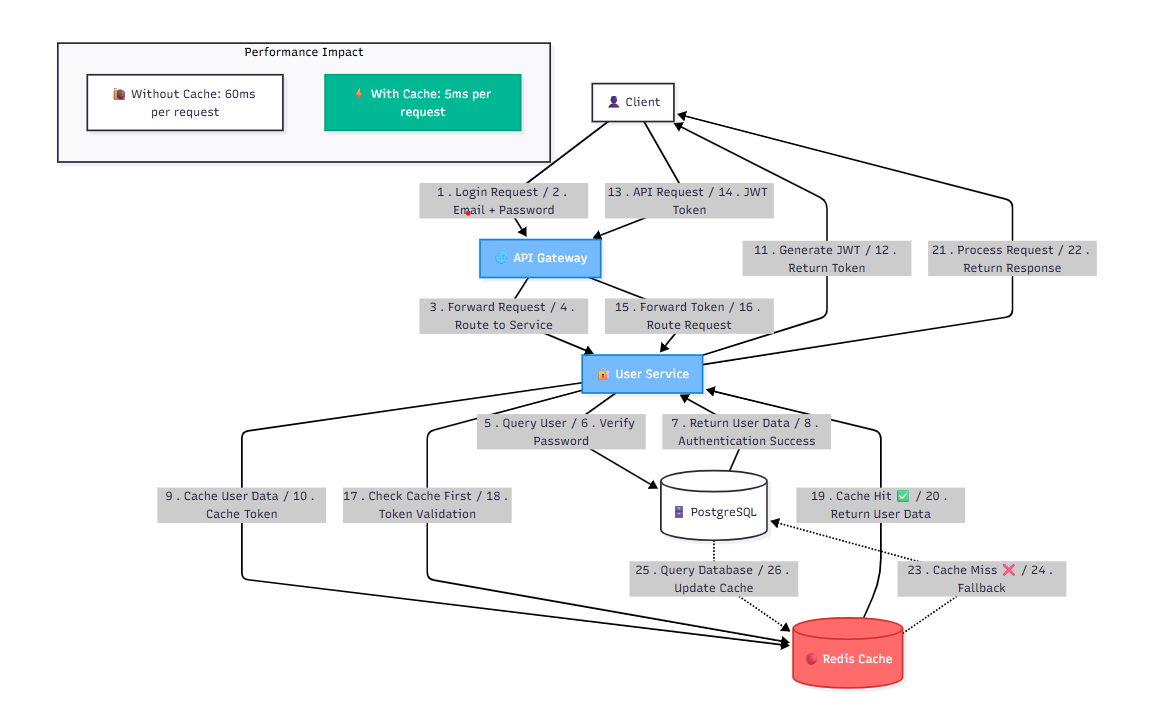 Performance Impact
Without Cache: 60ms
per request
With Cache: 5ms per
request
Client
1 . Login Request / 2 .
Email + Password
13 . API Request / 14 . JWT
Token
API Gateway
11 . Generate JWT / 12 .
Return Token
21 . Process Request / 22 .
Return Response
3 . Forward Request / 4 .
Route to Service
15 . Forward Token / 16 .
Route Request
User Service
5 . Query User / 6 . Verify
Password
7 . Return User Data / 8 .
Authentication Success
9 . Cache User Data / 10 .
Cache Token
17 . Check Cache First / 18 .
Token Validation
PostgreSQL
19 . Cache Hit ✅ / 20 .
Return User Data
25 . Query Database / 26 .
Update Cache
23 . Cache Miss ❌ / 24 .
Fallback
Redis Cache